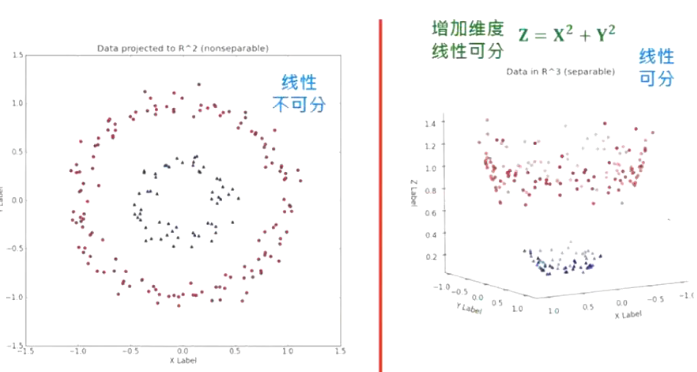 Data projected to R^2 (nonseparable)
线性
不可分
1.5
1.0
0.5
0.0
−0.5
−1.0
−1.5
−1.5
−1.0
−0.5
0.0
0.5
1.0
1.5
X Label
增加维度
线性可分
Z = X² + Y²
线性
可分
Data in R^3 (separable)
1.4
1.2
1.0
0.8
0.6
0.4
0.2
Z Label
−1.0
−0.5
0.0
0.5
1.0
Y Label
1.0
0.5
0.0
−0.5
X Label